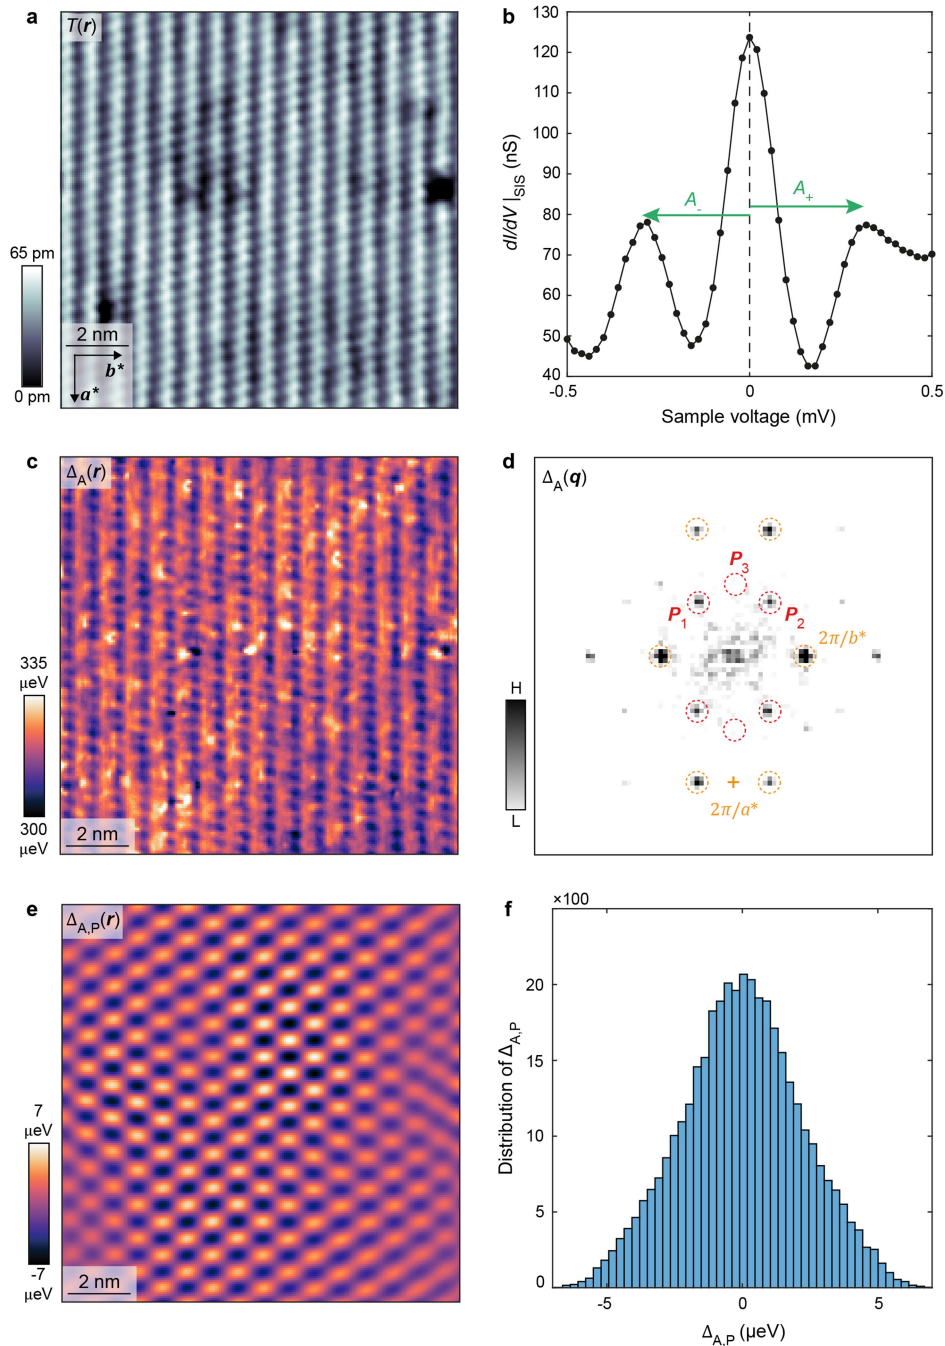 a
T(r)
65 pm
0 pm
2 nm
b*
a*
b
dI/dV |SIS (nS)
130
120
110
100
90
80
70
60
50
40
A-
A+
-0.5
0
0.5
Sample voltage (mV)
c
ΔA(r)
335
µeV
300
µeV
2 nm
d
ΔA(q)
P3
P1
P2
2π/b*
H
L
2π/a*
e
ΔA,P(r)
7
µeV
-7
µeV
2 nm
f
×100
Distribution of ΔA,P
20
15
10
5
0
-5
0
5
ΔA,P (µeV)